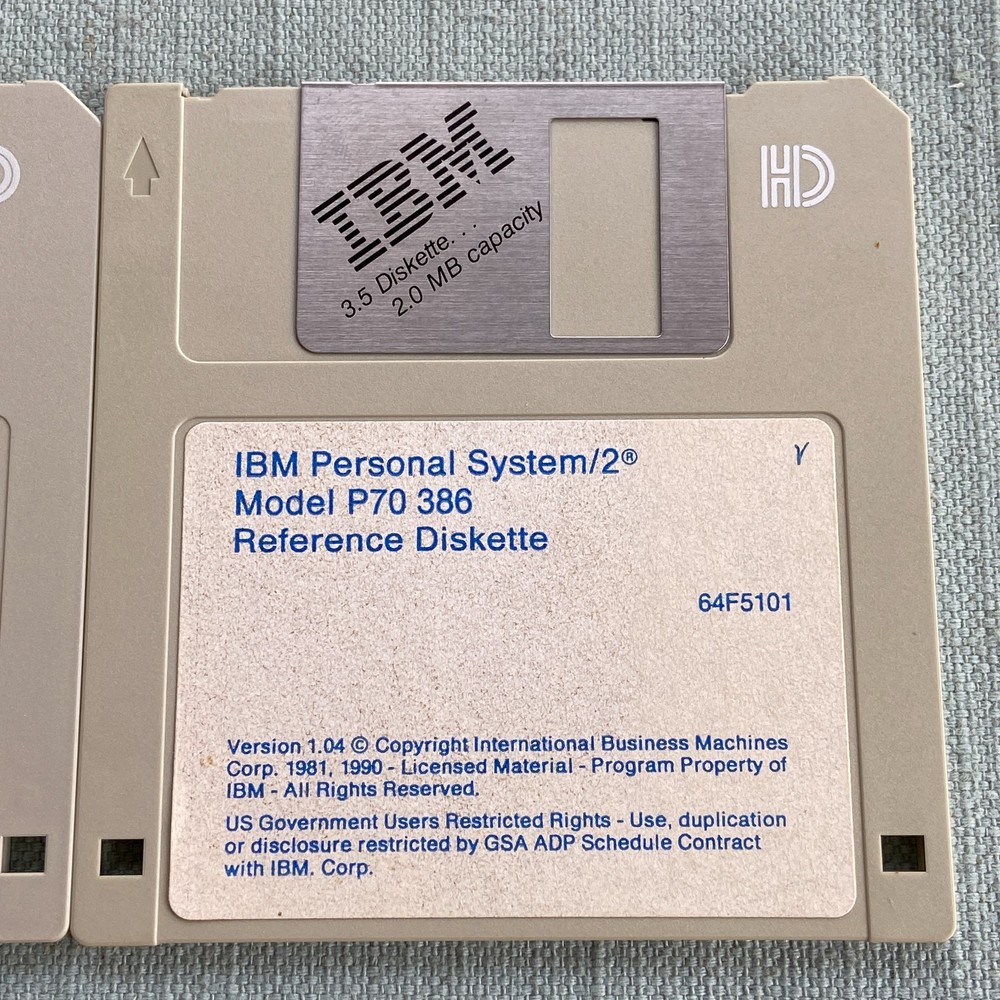 IBM
3.5 Diskette. . .
2.0 MB capacity
HD
IBM Personal System/2®
Model P70 386
Reference Diskette
64F5101
Version 1.04 © Copyright International Business Machines
Corp. 1981, 1990 - Licensed Material - Program Property of
IBM - All Rights Reserved.
US Government Users Restricted Rights - Use, duplication
or disclosure restricted by GSA ADP Schedule Contract
with IBM. Corp.